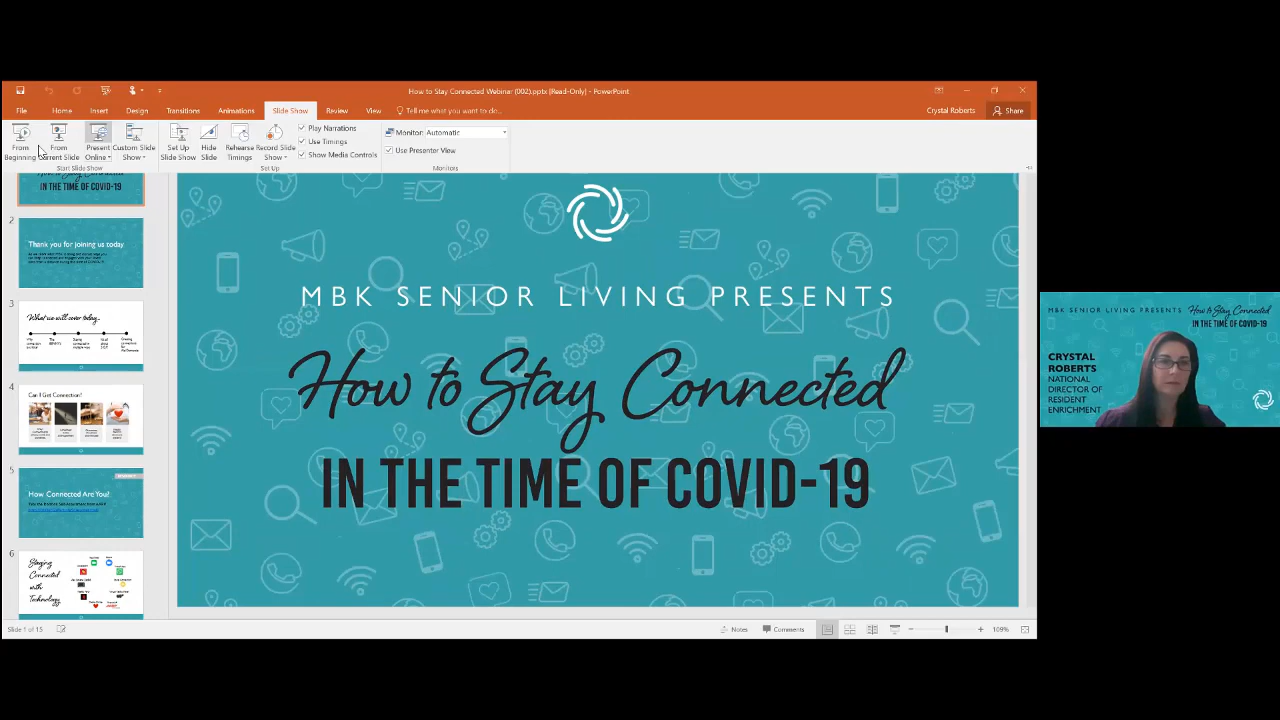 How to Stay Connected Webinar (002).pptx [Read-Only] - PowerPoint
File Home Insert Design Transitions Animations Slide Show Review View Tell me what you want to do... Crystal Roberts Share
From Beginning
From Current Slide
Present Online
Custom Slide Show
Set Up Slide Show
Hide Slide
Rehearse Timings
Record Slide Show
Play Narrations
Use Timings
Show Media Controls
Monitor: Automatic
Use Presenter View
Start Slide Show
Set Up
Monitors
IN THE TIME OF COVID-19
2
Thank you for joining us today
3
What we will cover today...
4
Can I Get Connection?
5
How Connected Are You?
6
Staying
Connected
with
Technology
MBK SENIOR LIVING PRESENTS
How to Stay Connected
IN THE TIME OF COVID-19
MBK SENIOR LIVING PRESENTS How to Stay Connected
IN THE TIME OF COVID-19
CRYSTAL
ROBERTS
NATIONAL
DIRECTOR OF
RESIDENT
ENRICHMENT
Slide 1 of 15
Notes Comments 109%